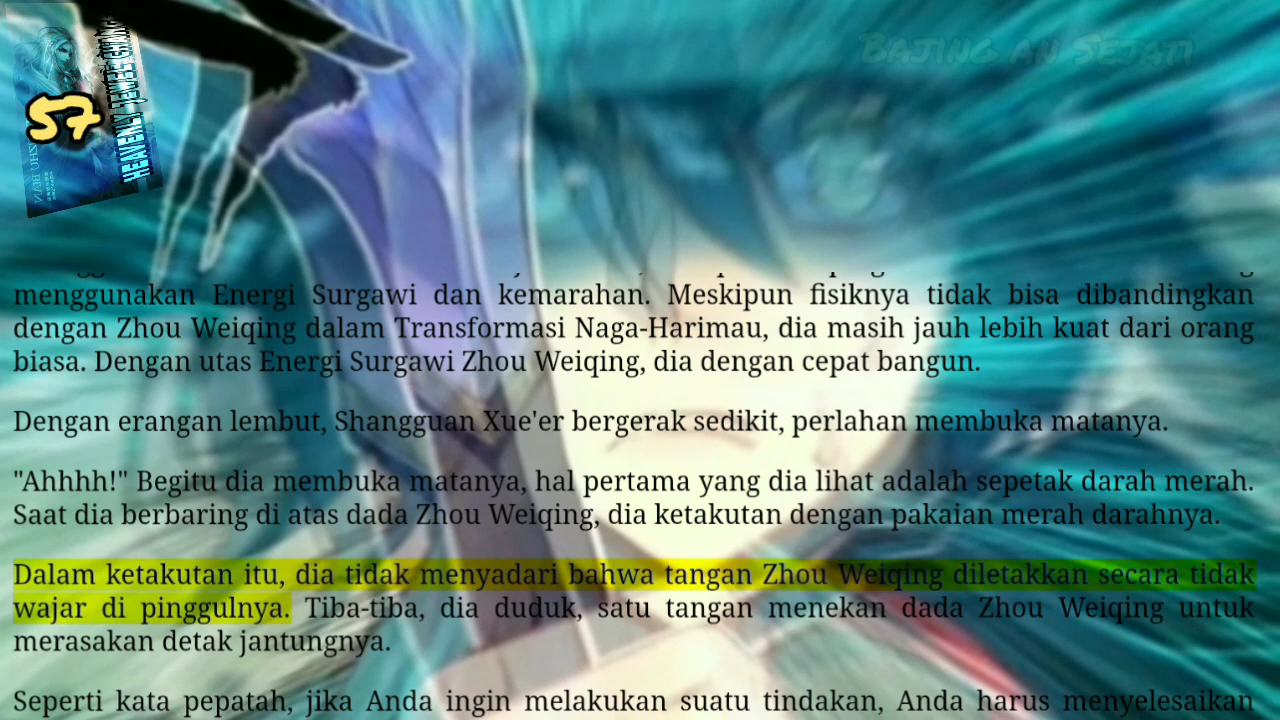 Bajing an Sejati
57
HEAVENLY JEWEL CHANGE
menggunakan Energi Surgawi dan kemarahan. Meskipun fisiknya tidak bisa dibandingkan
dengan Zhou Weiqing dalam Transformasi Naga-Harimau, dia masih jauh lebih kuat dari orang
biasa. Dengan utas Energi Surgawi Zhou Weiqing, dia dengan cepat bangun.
Dengan erangan lembut, Shangguan Xue'er bergerak sedikit, perlahan membuka matanya.
"Ahhhh!" Begitu dia membuka matanya, hal pertama yang dia lihat adalah sepetak darah merah.
Saat dia berbaring di atas dada Zhou Weiqing, dia ketakutan dengan pakaian merah darahnya.
Dalam ketakutan itu, dia tidak menyadari bahwa tangan Zhou Weiqing diletakkan secara tidak
wajar di pinggulnya. Tiba-tiba, dia duduk, satu tangan menekan dada Zhou Weiqing untuk
merasakan detak jantungnya.
Seperti kata pepatah, jika Anda ingin melakukan suatu tindakan, Anda harus menyelesaikan